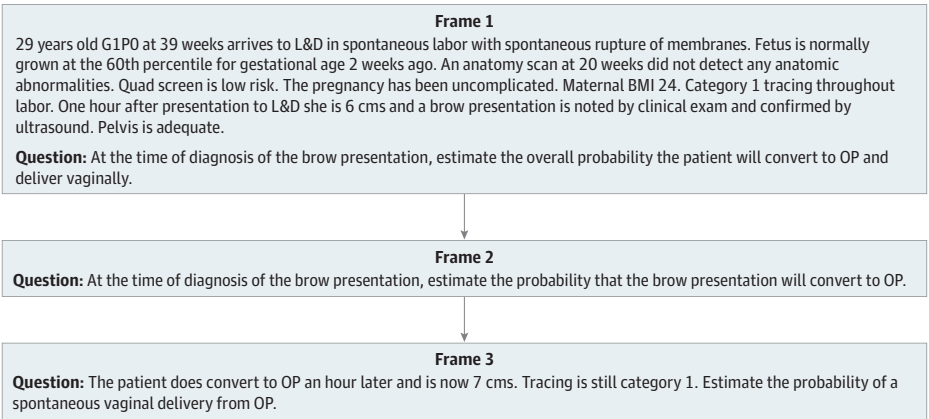 Frame 1
29 years old G1P0 at 39 weeks arrives to L&D in spontaneous labor with spontaneous rupture of membranes. Fetus is normally
grown at the 60th percentile for gestational age 2 weeks ago. An anatomy scan at 20 weeks did not detect any anatomic
abnormalities. Quad screen is low risk. The pregnancy has been uncomplicated. Maternal BMI 24. Category 1 tracing throughout
labor. One hour after presentation to L&D she is 6 cms and a brow presentation is noted by clinical exam and confirmed by
ultrasound. Pelvis is adequate.
Question: At the time of diagnosis of the brow presentation, estimate the overall probability the patient will convert to OP and
deliver vaginally.
Frame 2
Question: At the time of diagnosis of the brow presentation, estimate the probability that the brow presentation will convert to OP.
Frame 3
Question: The patient does convert to OP an hour later and is now 7 cms. Tracing is still category 1. Estimate the probability of a
spontaneous vaginal delivery from OP.